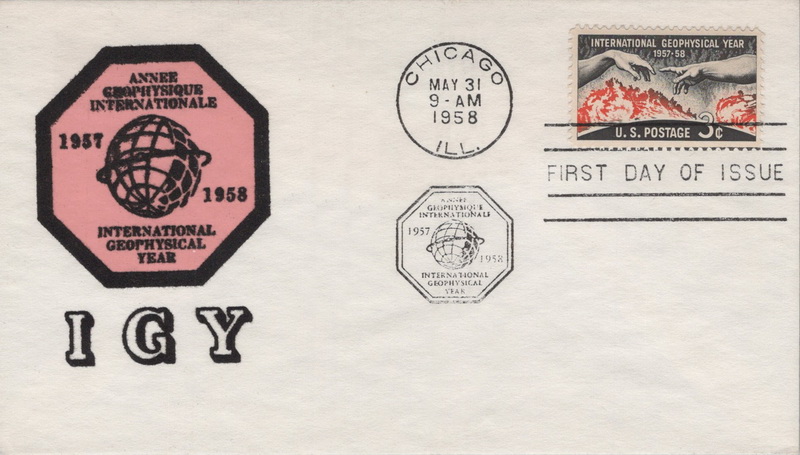 ANNEE
GEOPHYSIQUE
INTERNATIONALE
1957
1958
INTERNATIONAL
GEOPHYSICAL
YEAR
IGY
CHICAGO
MAY 31
9-AM
1958
ILL.
ANNEE
GEOPHYSIQUE
INTERNATIONALE
1957
1958
INTERNATIONAL
GEOPHYSICAL
YEAR
INTERNATIONAL GEOPHYSICAL YEAR
1957-58
U.S. POSTAGE 3¢
FIRST DAY OF ISSUE